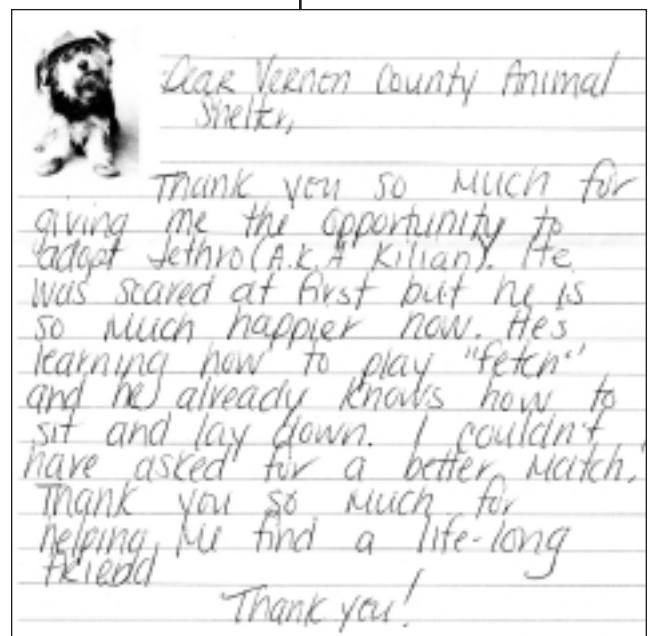 Dear Vernon County Animal
Shelter,
Thank you so much for
giving me the opportunity to
adopt Jethro (A.k.A Kilian). He
was scared at first but he is
so much happier now. He's
learning how to play "fetch"
and he already knows how to
sit and lay down. I couldn't
have asked for a better match.
Thank you so much for
helping me find a life-long
friend
Thank you!